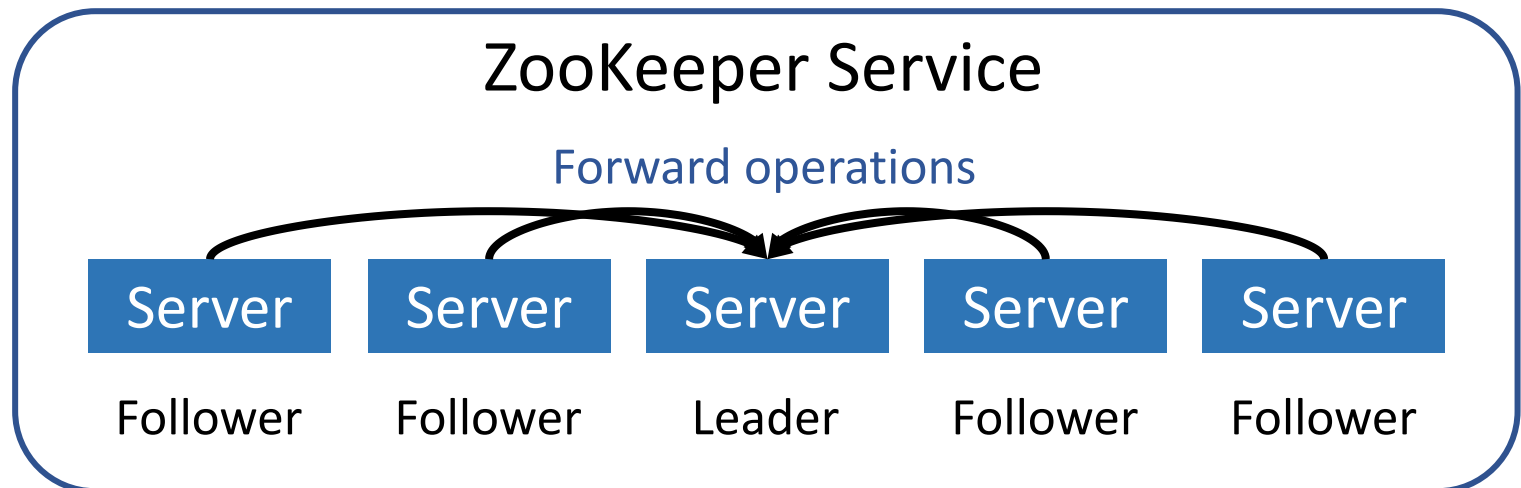 ZooKeeper Service
Forward operations
Server Server Server Server Server
Follower Follower Leader Follower Follower